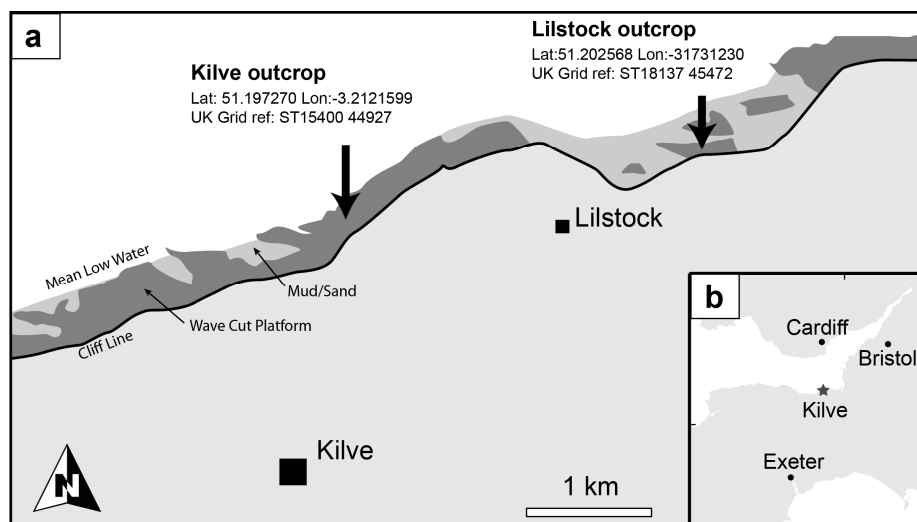 a
Kilve outcrop
Lat: 51.197270 Lon:-3.2121599
UK Grid ref: ST15400 44927
Lilstock outcrop
Lat:51.202568 Lon:-31731230
UK Grid ref: ST18137 45472
Mean Low Water
Mud/Sand
Wave Cut Platform
Cliff Line
Lilstock
Kilve
N
1 km
b
Cardiff
Bristol
Kilve
Exeter